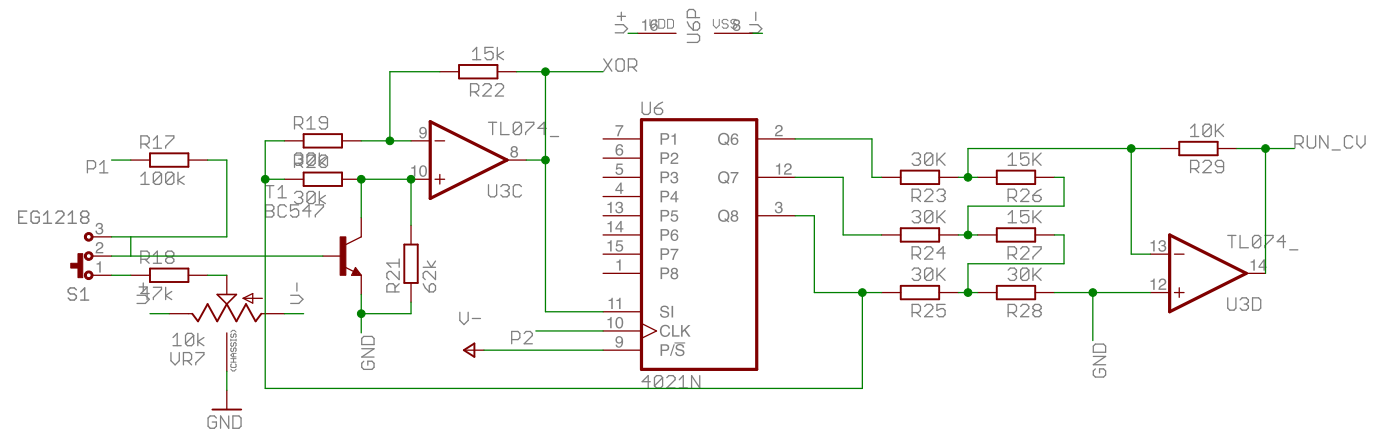 V+ 16 VDD U6P VSS 8 V-
15k
R22
XOR
U6
R19
30k
R20
30k
9
10
8
TL074_
U3C
R17
P1
100k
T1
BC547
EG1218
3
2
1
S1
R18
47k
V+
V-
10k
VR7
(CHASSIS)
GND
R21
62k
GND
V-
P2
7 P1
6 P2
5 P3
4 P4
13 P5
14 P6
15 P7
1 P8
11 SI
10 CLK
9 P/S
Q6 2
Q7 12
Q8 3
4021N
30K
R23
15K
R26
30K
R24
15K
R27
30K
R25
30K
R28
GND
10K
R29
RUN_CV
13
12
14
TL074_
U3D